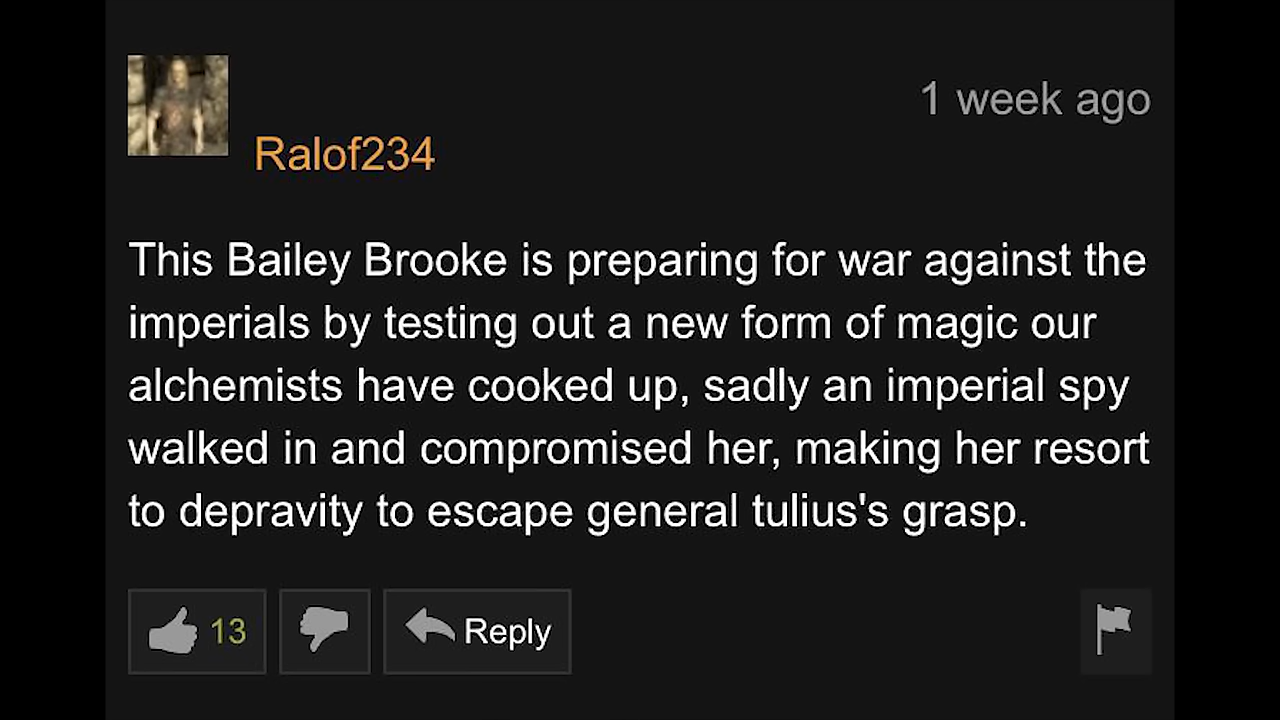 1 week ago
Ralof234
This Bailey Brooke is preparing for war against the
imperials by testing out a new form of magic our
alchemists have cooked up, sadly an imperial spy
walked in and compromised her, making her resort
to depravity to escape general tulius's grasp.
13 Reply